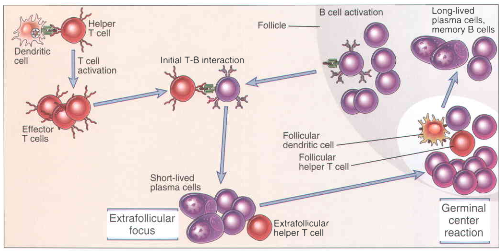 Helper
T cell
Dendritic
cell
T cell
activation
Effector
T cells
Initial T-B interaction
B cell activation
Follicle
Long-lived
plasma cells,
memory B cells
Follicular
dendritic cell
Follicular
helper T cell
Short-lived
plasma cells
Extrafollicular
focus
Extrafollicular
helper T cell
Germinal
center
reaction